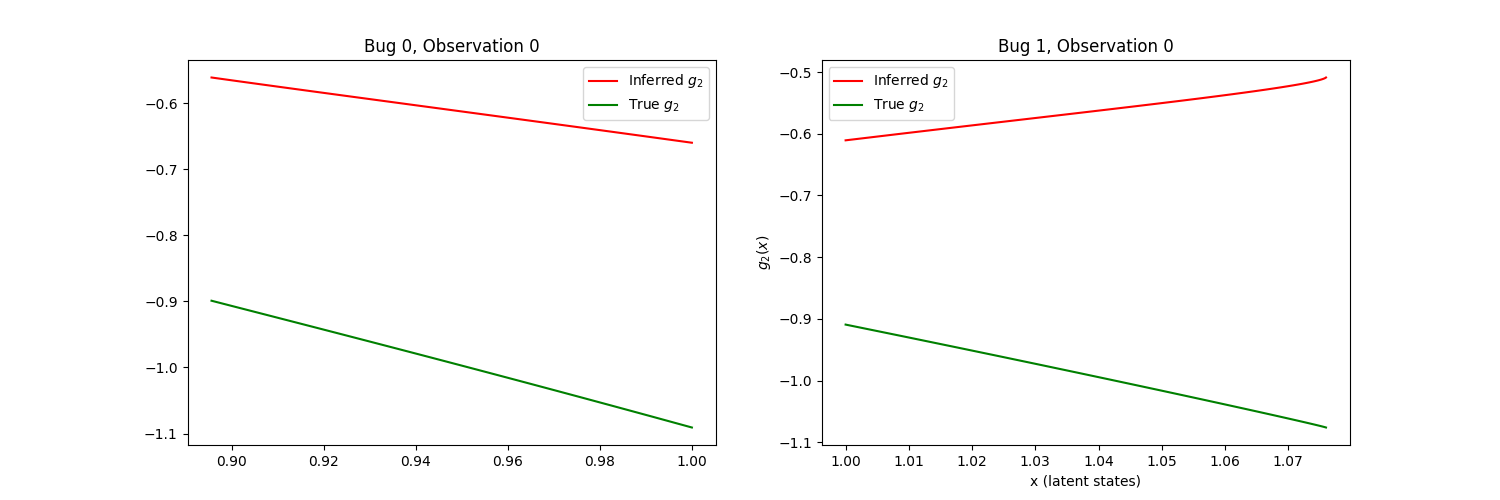 Bug 0, Observation 0
Inferred g₂
True g₂
−0.6
−0.7
−0.8
−0.9
−1.0
−1.1
0.90 0.92 0.94 0.96 0.98 1.00
Bug 1, Observation 0
Inferred g₂
True g₂
g₂(x)
−0.5
−0.6
−0.7
−0.8
−0.9
−1.0
−1.1
1.00 1.01 1.02 1.03 1.04 1.05 1.06 1.07
x (latent states)